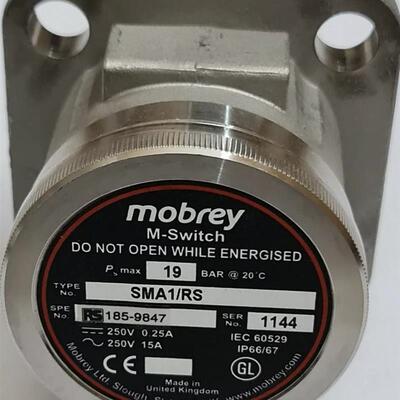 mobrey
M-Switch
DO NOT OPEN WHILE ENERGISED
Ps max 19 BAR @ 20°C
TYPE No. SMA1/RS
SPE No. RS 185-9847 SER No. 1144
250V 0.25A IEC 60529
250V 15A IP66/67
CE Made in United Kingdom GL
Mobrey Ltd. Slough, www.mobrey.com